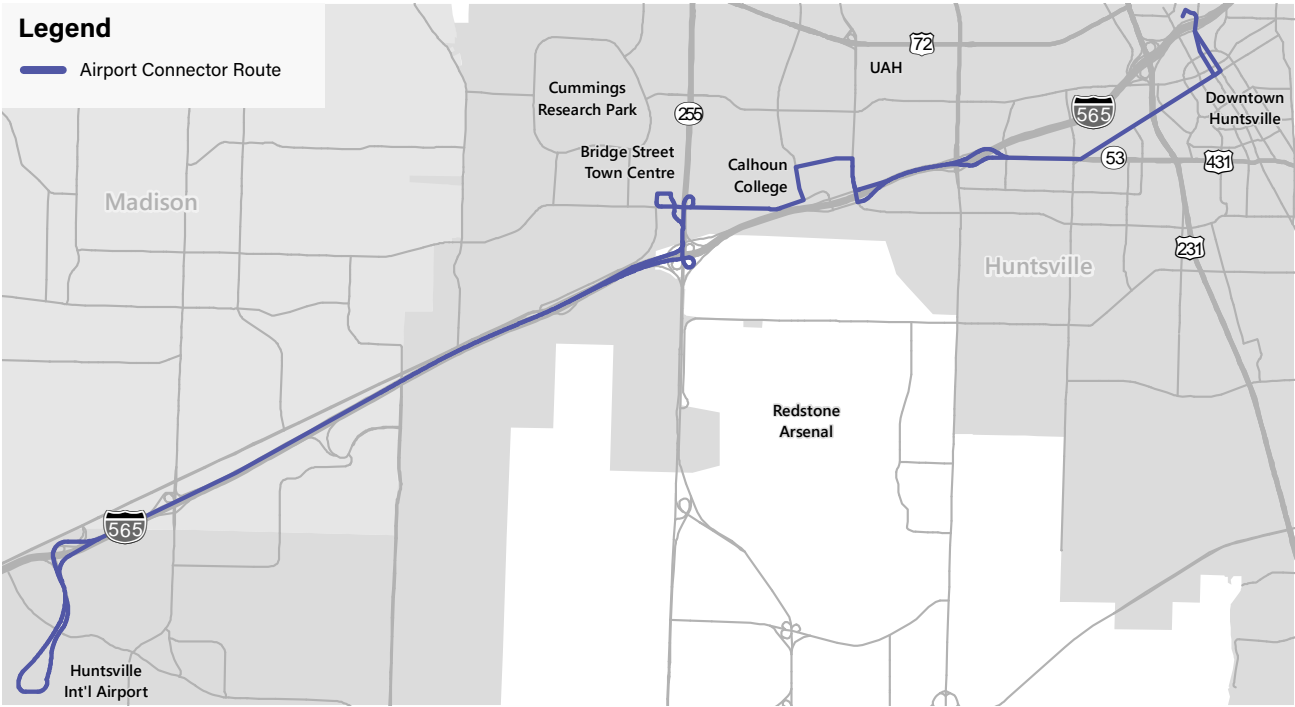 Legend
Airport Connector Route
72
UAH
Cummings
Research Park
255
565
Downtown
Huntsville
Bridge Street
Town Centre
Calhoun
College
53
431
Madison
231
Huntsville
Redstone
Arsenal
565
Huntsville
Int'l Airport